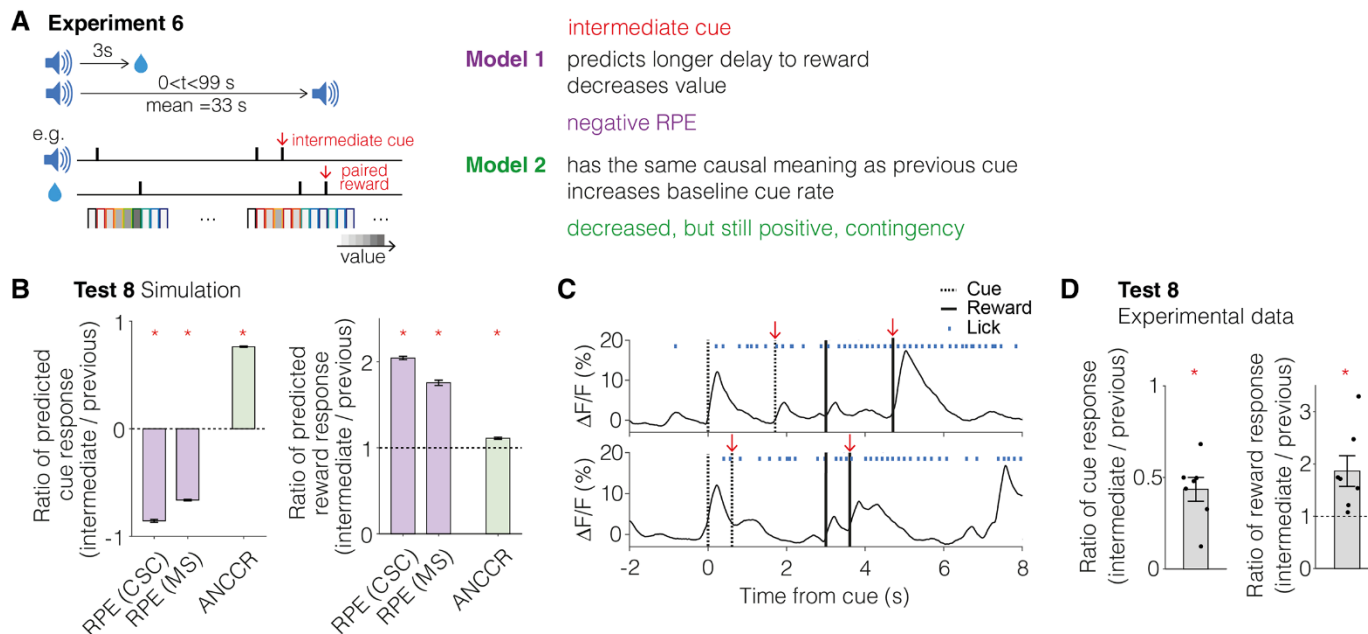 A Experiment 6
3s
0<t<99 s
mean =33 s
e.g.
intermediate cue
paired
reward
...
...
value
intermediate cue
Model 1 predicts longer delay to reward
decreases value
negative RPE
Model 2 has the same causal meaning as previous cue
increases baseline cue rate
decreased, but still positive, contingency
B Test 8 Simulation
Ratio of predicted
cue response
(intermediate / previous)
1
0
-1
* * *
RPE (CSC)
RPE (MS)
ANCCR
Ratio of predicted
reward response
(intermediate / previous)
2
1
0
* * *
RPE (CSC)
RPE (MS)
ANCCR
C
Cue
Reward
Lick
ΔF/F (%)
20
10
0
ΔF/F (%)
20
10
0
-2 0 2 4 6 8
Time from cue (s)
D Test 8
Experimental data
Ratio of cue response
(intermediate / previous)
1
0.5
0
*
Ratio of reward response
(intermediate / previous)
3
2
1
0
*